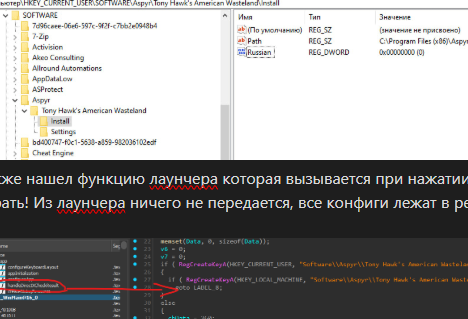 ьютер\HKEY_CURRENT_USER\SOFTWARE\Aspyr\Tony Hawk's American Wasteland\Install
SOFTWARE
7d96caee-06e6-597c-9f2f-c7bb2e0948b4
7-Zip
Activision
Akeo Consulting
Allround Automations
AppDataLow
ASProtect
Aspyr
Tony Hawk's American Wasteland
Install
Settings
bd400747-f0c1-5638-a859-982036102edf
Cheat Engine
Имя Тип Значение
(По умолчанию) REG_SZ (значение не присвоено)
Path REG_SZ C:\Program Files (x86)\Aspyr\
Russian REG_DWORD 0x00000000 (0)
кже нашел функцию лаунчера которая вызывается при нажатии
рать! Из лаунчера ничего не передается, все конфиги лежат в ре
memset(Data, 0, sizeof(Data));
v6 = 0;
v7 = 0;
if ( RegCreateKeyA(HKEY_CURRENT_USER, "Software\\Aspyr\\Tony Hawk's American Wastelan
{
if ( RegCreateKeyA(HKEY_LOCAL_MACHINE, "Software\\Aspyr\\Tony Hawk's American Wast
goto LABEL_8;
}
else
{